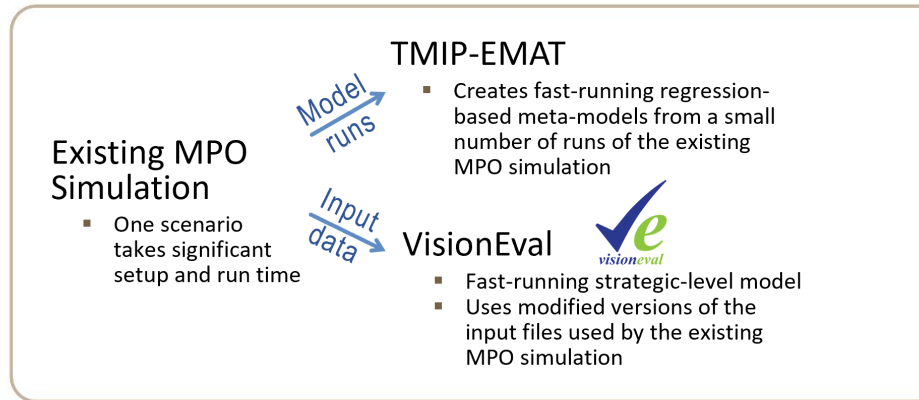 TMIP-EMAT
▪ Creates fast-running regression-
based meta-models from a small
number of runs of the existing
MPO simulation
Model
runs
Existing MPO
Simulation
▪ One scenario
takes significant
setup and run time
Input
data
VisionEval
Ve
visioneval
▪ Fast-running strategic-level model
▪ Uses modified versions of the
input files used by the existing
MPO simulation